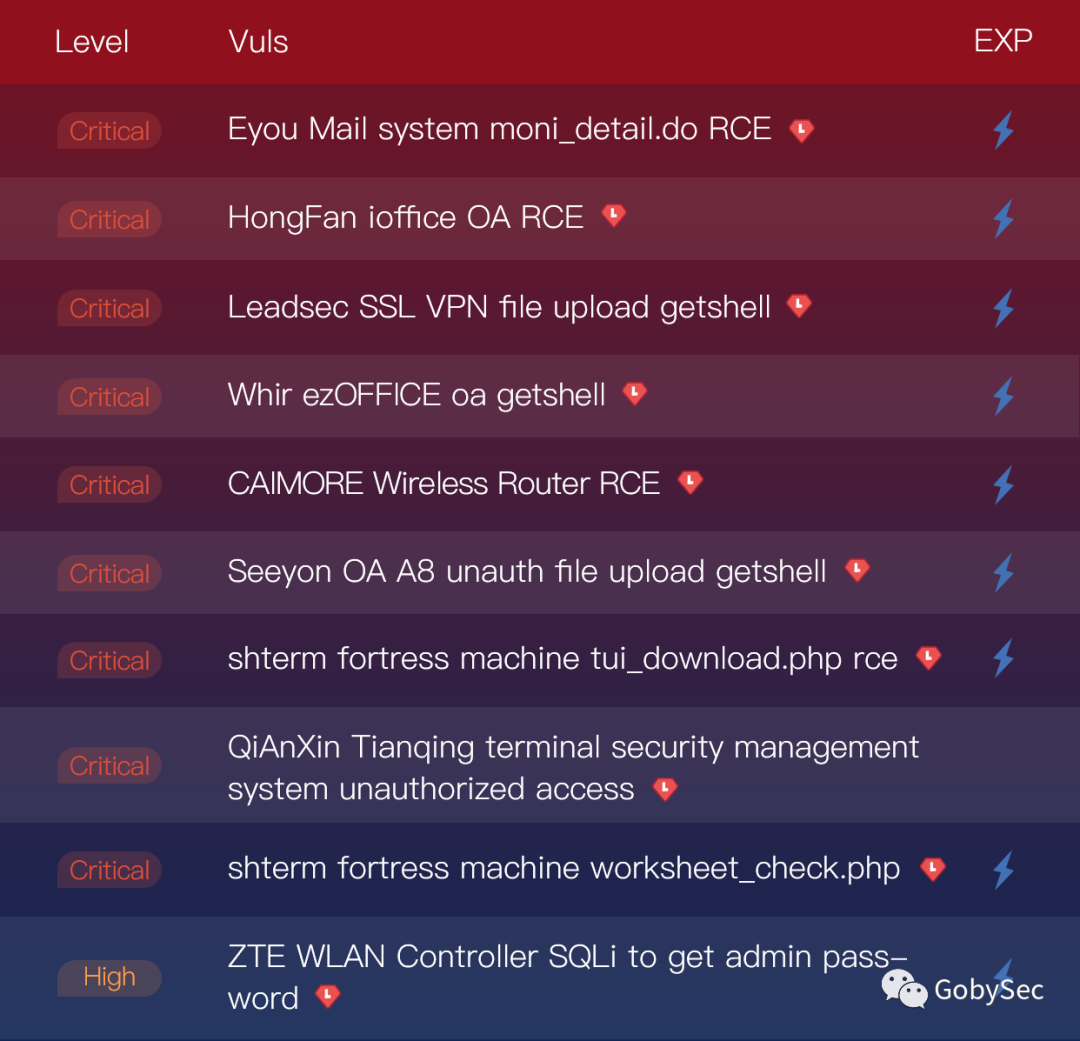 Level Vuls EXP
Critical Eyou Mail system moni_detail.do RCE
Critical HongFan ioffice OA RCE
Critical Leadsec SSL VPN file upload getshell
Critical Whir ezOFFICE oa getshell
Critical CAIMORE Wireless Router RCE
Critical Seeyon OA A8 unauth file upload getshell
Critical shterm fortress machine tui_download.php rce
Critical QiAnXin Tianqing terminal security management
system unauthorized access
Critical shterm fortress machine worksheet_check.php
High ZTE WLAN Controller SQLi to get admin pass-
word
GobySec